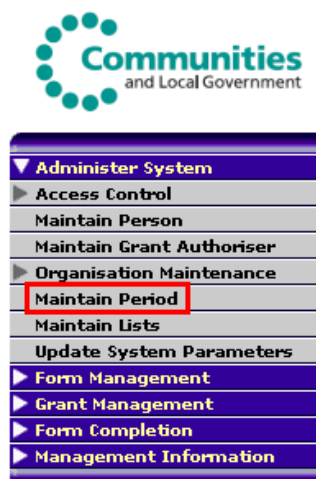 Communities
and Local Government
Administer System
Access Control
Maintain Person
Maintain Grant Authoriser
Organisation Maintenance
Maintain Period
Maintain Lists
Update System Parameters
Form Management
Grant Management
Form Completion
Management Information